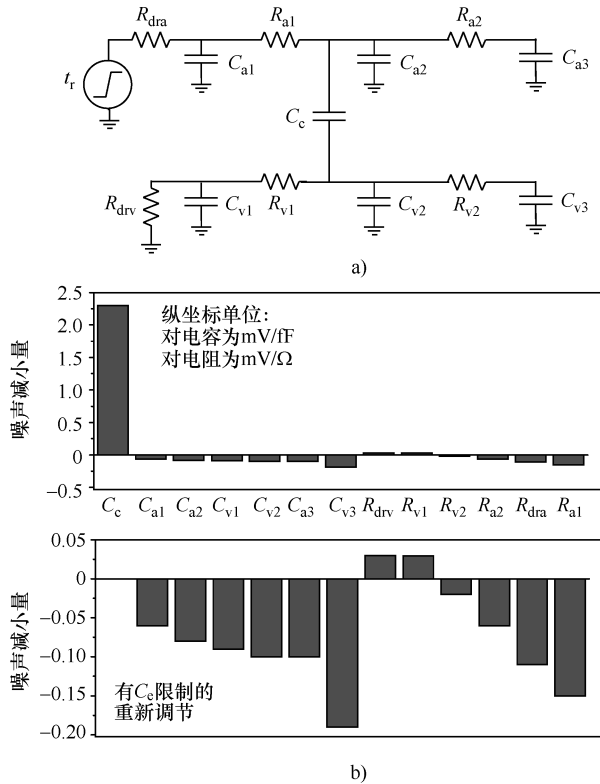 R_dra
R_a1
R_a2
t_r
C_a1
C_a2
C_a3
C_c
R_drv
C_v1
R_v1
C_v2
R_v2
C_v3
a)
2.5
2.0
1.5
1.0
0.5
0
−0.5
噪声减小量
纵坐标单位：
对电容为mV/fF
对电阻为mV/Ω
C_c C_a1 C_a2 C_v1 C_v2 C_a3 C_v3 R_drv R_v1 R_v2 R_a2 R_dra R_a1
0.05
0
−0.05
−0.10
−0.15
−0.20
噪声减小量
有C_c限制的
重新调节
b)